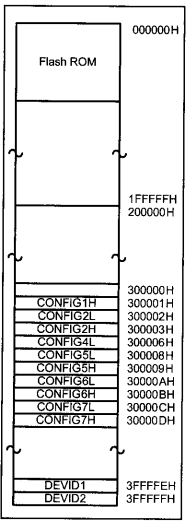 000000H
Flash ROM
1FFFFFH
200000H
300000H
CONFIG1H 300001H
CONFIG2L 300002H
CONFIG2H 300003H
CONFIG4L 300006H
CONFIG5L 300008H
CONFIG5H 300009H
CONFIG6L 30000AH
CONFIG6H 30000BH
CONFIG7L 30000CH
CONFIG7H 30000DH
DEVID1 3FFFFEH
DEVID2 3FFFFFH